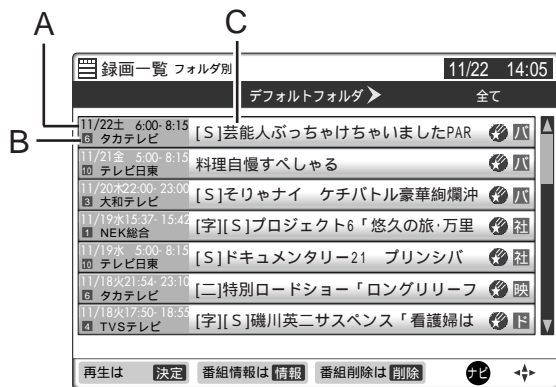 A
C
B
録画一覧 フォルダ別
11/22 14:05
デフォルトフォルダ
全て
11/22土 6:00- 8:15
6 タカテレビ
[S]芸能人ぶっちゃけちゃいましたPAR
バ
11/21金 5:00- 8:15
10 テレビ日東
料理自慢すぺしゃる
バ
11/20木22:00- 23:00
3 大和テレビ
[S]そりゃナイ ケチバトル豪華絢爛沖
バ
11/19水15:37- 15:42
1 NEK総合
[字][S]プロジェクト6「悠久の旅･万里
社
11/19水 5:00- 8:15
10 テレビ日東
[S]ドキュメンタリー21 プリンシバ
社
11/18火21:54- 23:10
6 タカテレビ
[二]特別ロードショー「ロングリリーフ
映
11/18火17:50- 18:55
4 TVSテレビ
[字][S]磯川英二サスペンス「看護婦は
ド
再生は 決定 番組情報は 情報 番組削除は 削除 ナビ